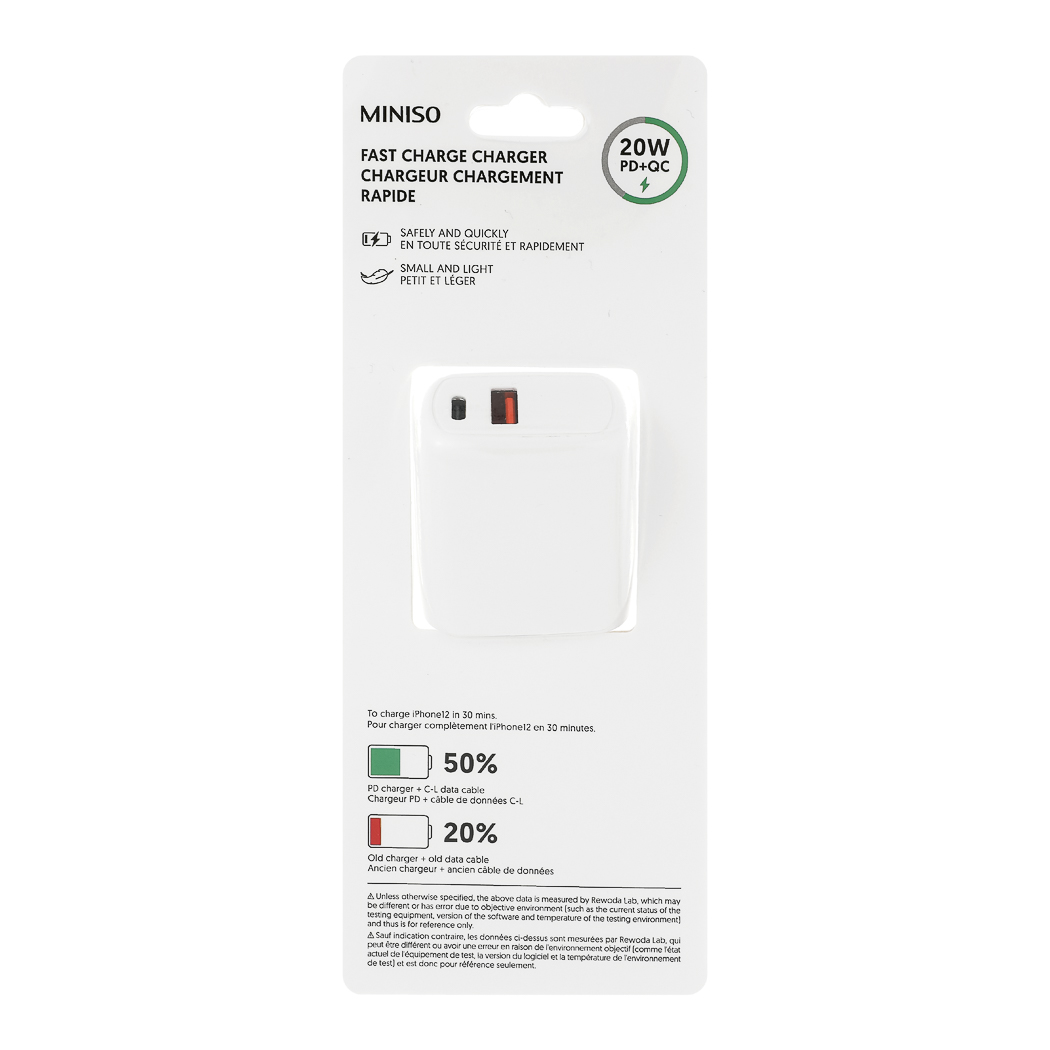 MINISO
FAST CHARGE CHARGER
CHARGEUR CHARGEMENT
RAPIDE
20W
PD+QC
SAFELY AND QUICKLY
EN TOUTE SÉCURITÉ ET RAPIDEMENT
SMALL AND LIGHT
PETIT ET LÉGER
To charge iPhone12 in 30 mins.
Pour charger complètement l'iPhone12 en 30 minutes.
50%
PD charger + C-L data cable
Chargeur PD + câble de données C-L
20%
Old charger + old data cable
Ancien chargeur + ancien câble de données
⚠ Unless otherwise specified, the above data is measured by Rewoda Lab, which may
be different or has error due to objective environment (such as the current status of the
testing equipment, version of the software and temperature of the testing environment)
and thus is for reference only.
⚠ Sauf indication contraire, les données ci-dessus sont mesurées par Rewoda Lab, qui
peut être différent ou avoir une erreur en raison de l'environnement objectif (comme l'état
actuel de l'équipement de test, la version du logiciel et la température de l'environnement
de test) et est donc pour référence seulement.